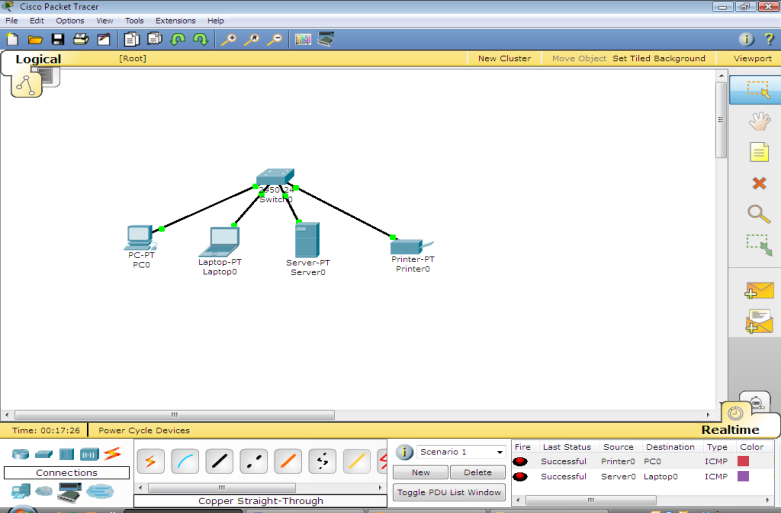 Cisco Packet Tracer
File Edit Options View Tools Extensions Help
Logical [Root] New Cluster Move Object Set Tiled Background Viewport
2950-24
Switch0
PC-PT
PC0
Laptop-PT
Laptop0
Server-PT
Server0
Printer-PT
Printer0
Time: 00:17:26 Power Cycle Devices Realtime
Connections
Copper Straight-Through
Scenario 1
New Delete
Toggle PDU List Window
Fire Last Status Source Destination Type Color
Successful Printer0 PC0 ICMP
Successful Server0 Laptop0 ICMP